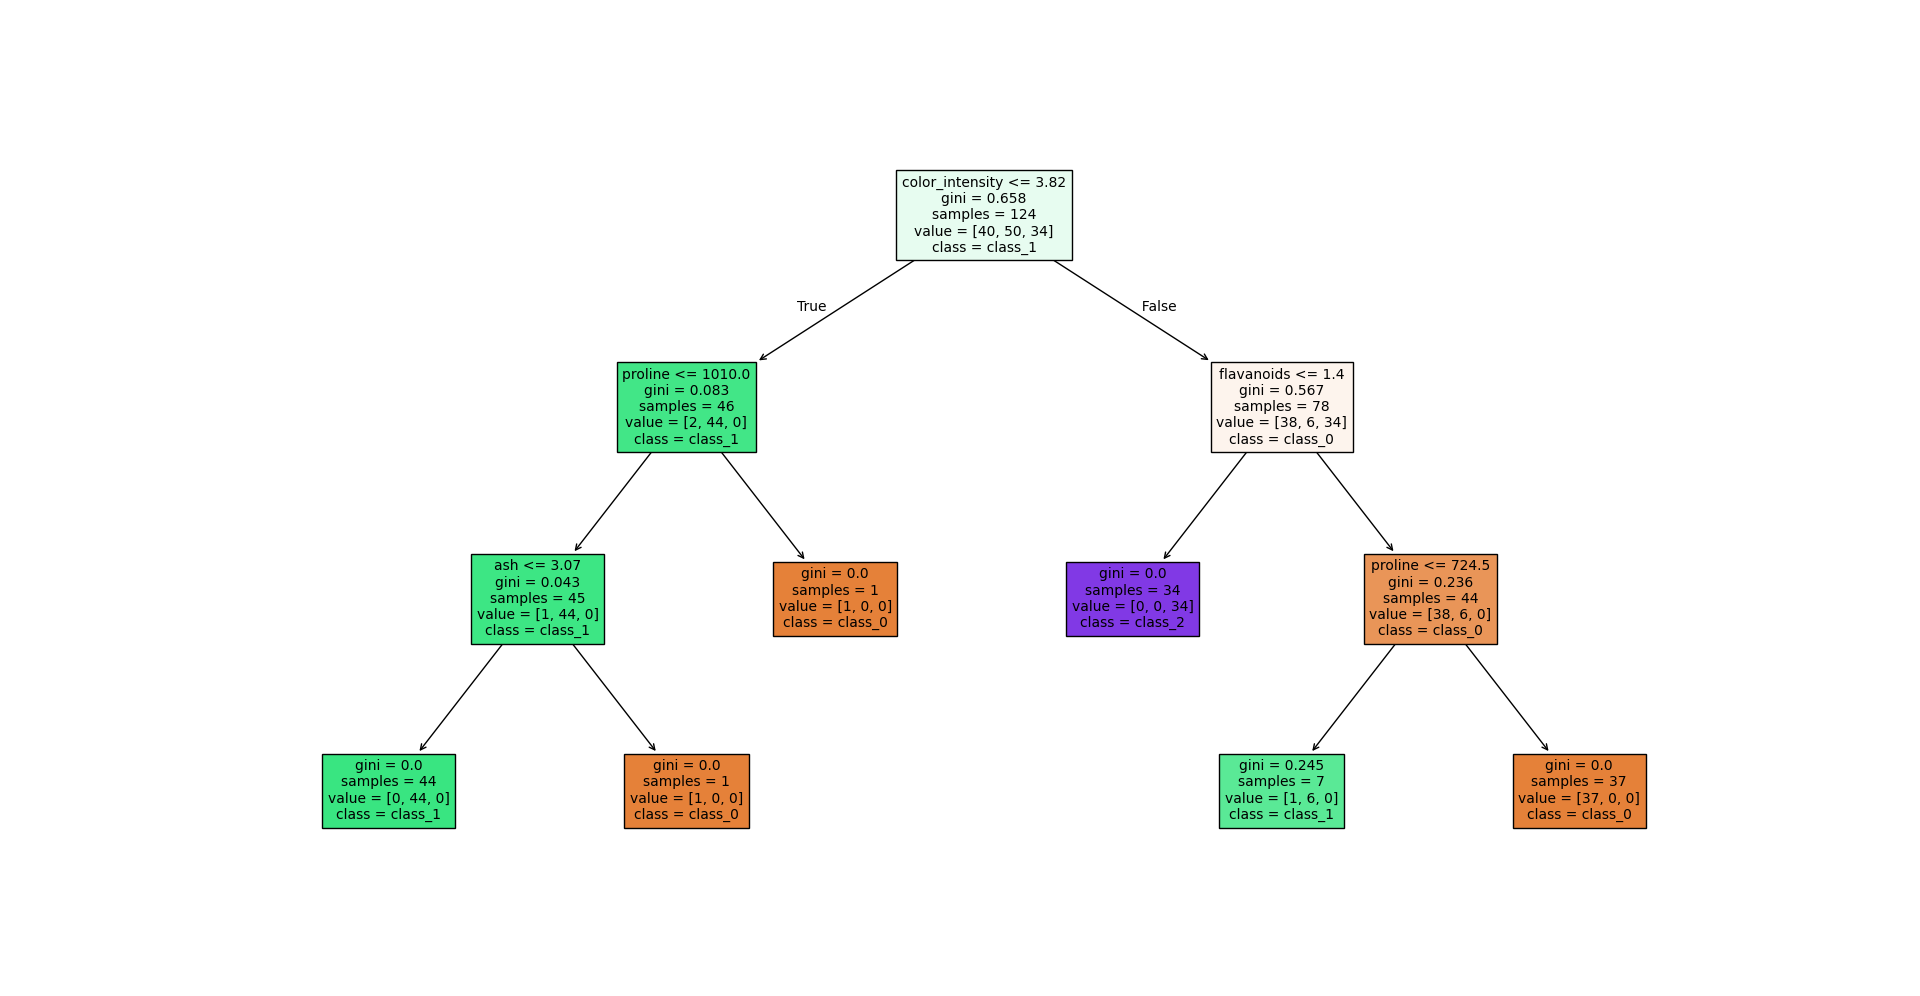 color_intensity <= 3.82
gini = 0.658
samples = 124
value = [40, 50, 34]
class = class_1
True
False
proline <= 1010.0
gini = 0.083
samples = 46
value = [2, 44, 0]
class = class_1
flavanoids <= 1.4
gini = 0.567
samples = 78
value = [38, 6, 34]
class = class_0
ash <= 3.07
gini = 0.043
samples = 45
value = [1, 44, 0]
class = class_1
gini = 0.0
samples = 1
value = [1, 0, 0]
class = class_0
gini = 0.0
samples = 34
value = [0, 0, 34]
class = class_2
proline <= 724.5
gini = 0.236
samples = 44
value = [38, 6, 0]
class = class_0
gini = 0.0
samples = 44
value = [0, 44, 0]
class = class_1
gini = 0.0
samples = 1
value = [1, 0, 0]
class = class_0
gini = 0.245
samples = 7
value = [1, 6, 0]
class = class_1
gini = 0.0
samples = 37
value = [37, 0, 0]
class = class_0